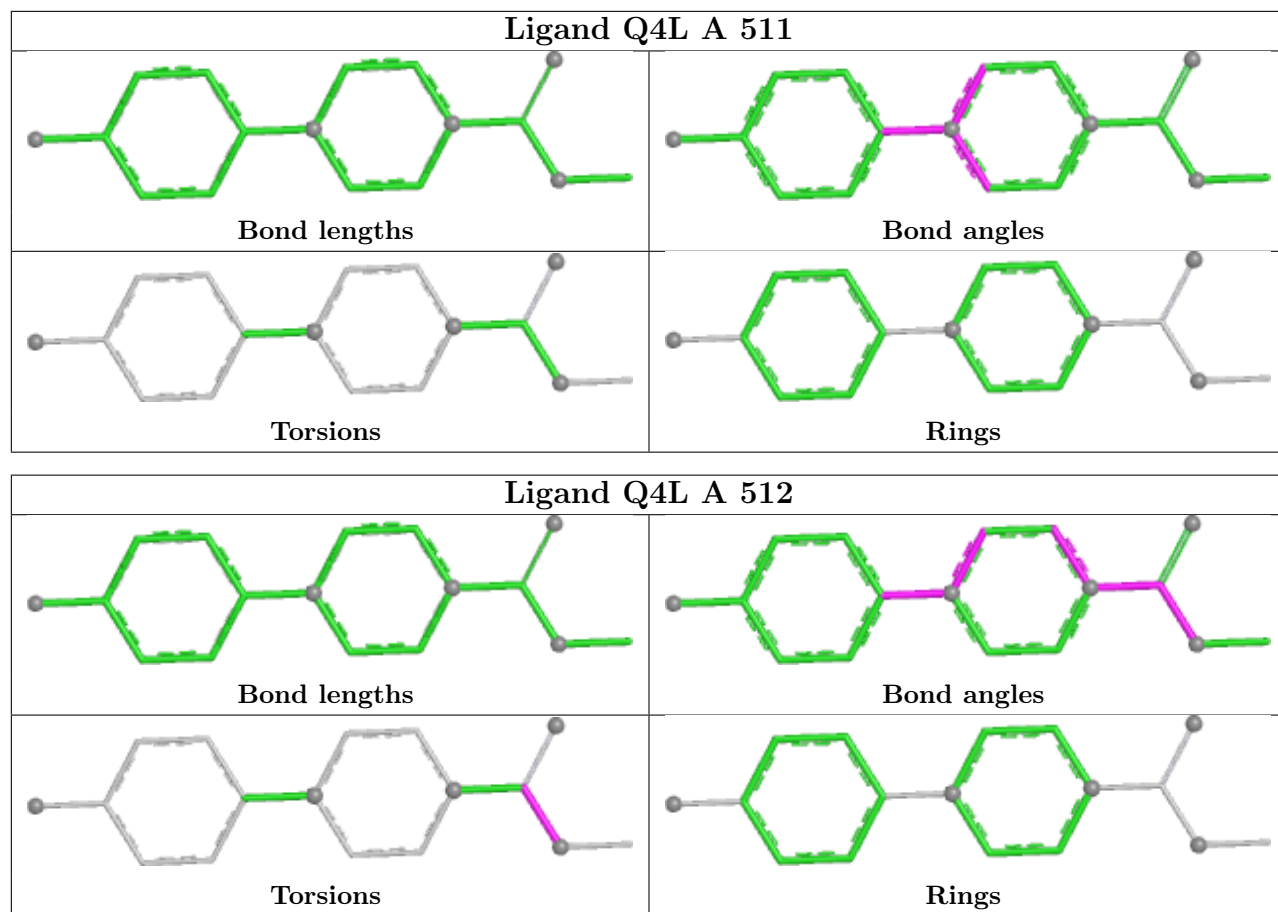 Ligand Q4L A 511
Bond lengths
Bond angles
Torsions
Rings
Ligand Q4L A 512
Bond lengths
Bond angles
Torsions
Rings